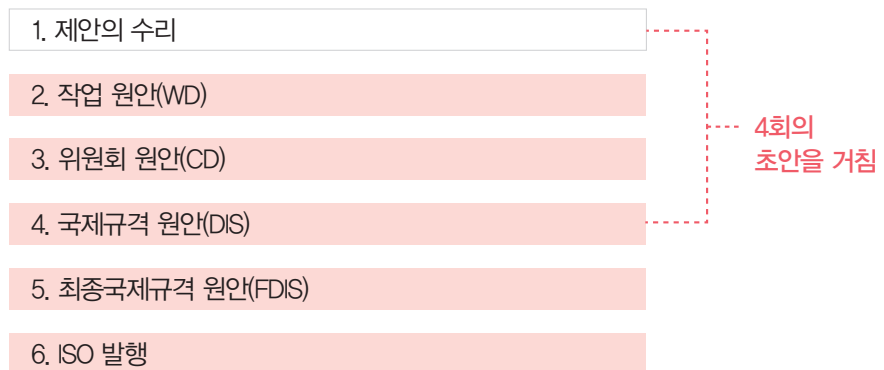 1. 제안의 수리
2. 작업 원안(WD)
3. 위원회 원안(CD)
4회의
초안을 거침
4. 국제규격 원안(DIS)
5. 최종국제규격 원안(FDIS)
6. ISO 발행